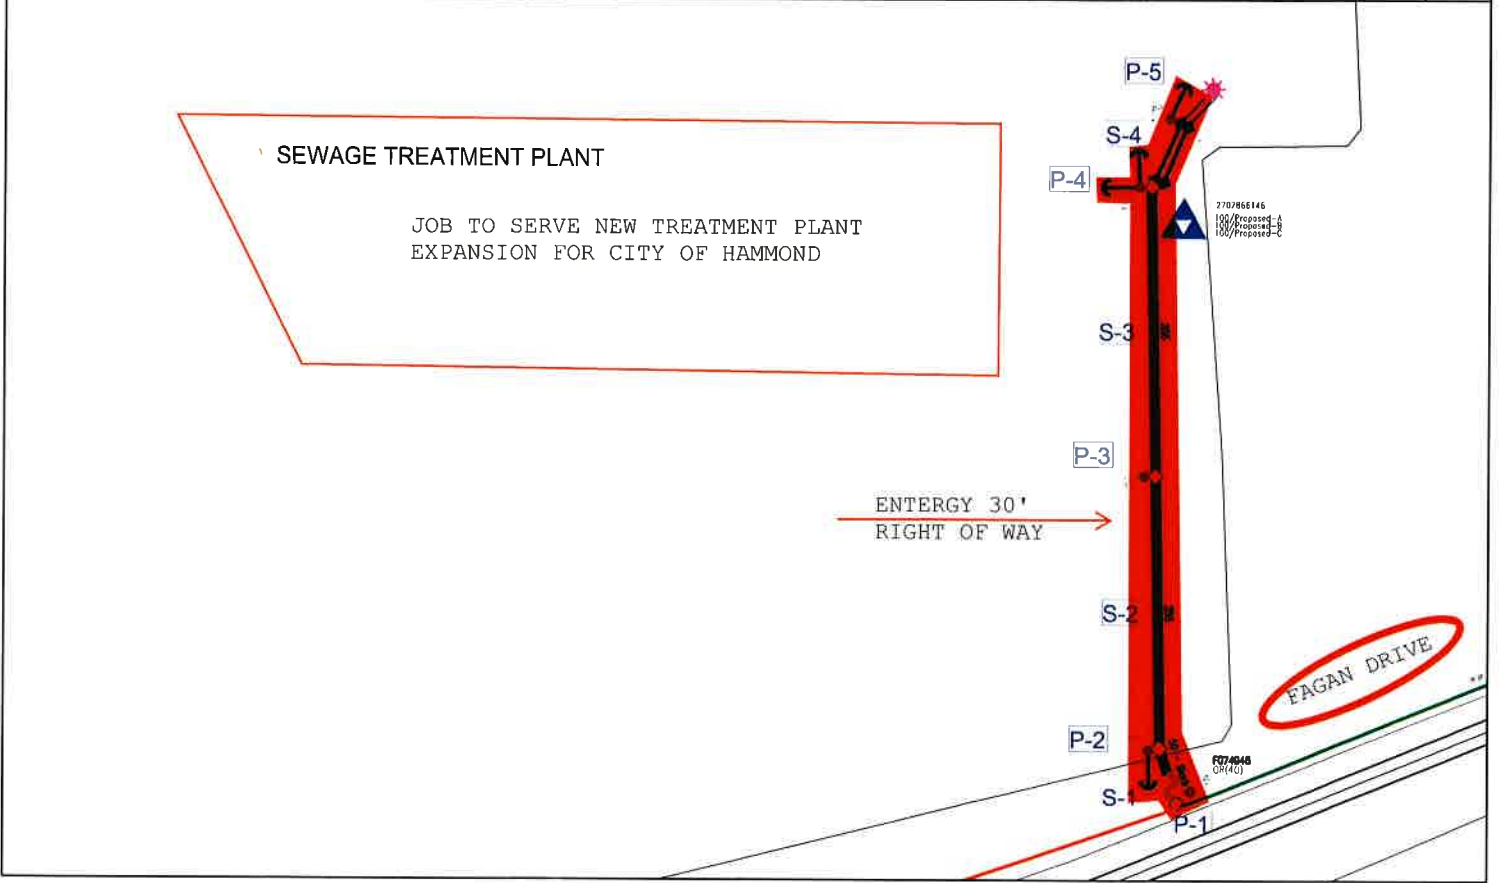 P-5
S-4
SEWAGE TREATMENT PLANT
P-4
2707866146
100/Proposed-A
100/Proposed-B
100/Proposed-C
JOB TO SERVE NEW TREATMENT PLANT
EXPANSION FOR CITY OF HAMMOND
S-3
P-3
ENTERGY 30'
RIGHT OF WAY
S-2
FAGAN DRIVE
P-2
S-1
P-1